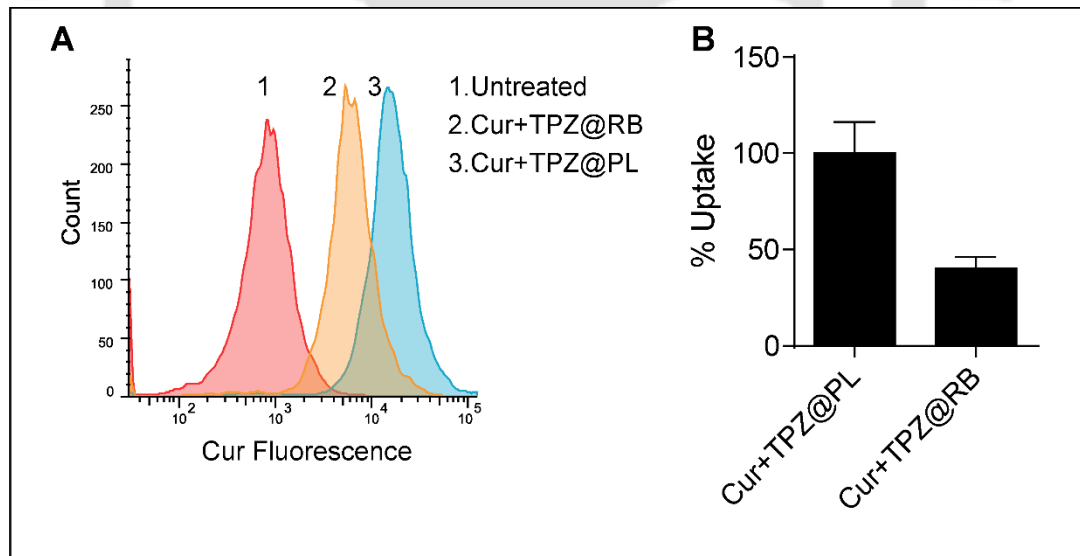 A
1
2
3
1.Untreated
2.Cur+TPZ@RB
3.Cur+TPZ@PL
250
200
150
100
50
0
Count
10²
10³
10⁴
10⁵
Cur Fluorescence
B
150
100
50
0
% Uptake
Cur+TPZ@PL
Cur+TPZ@RB